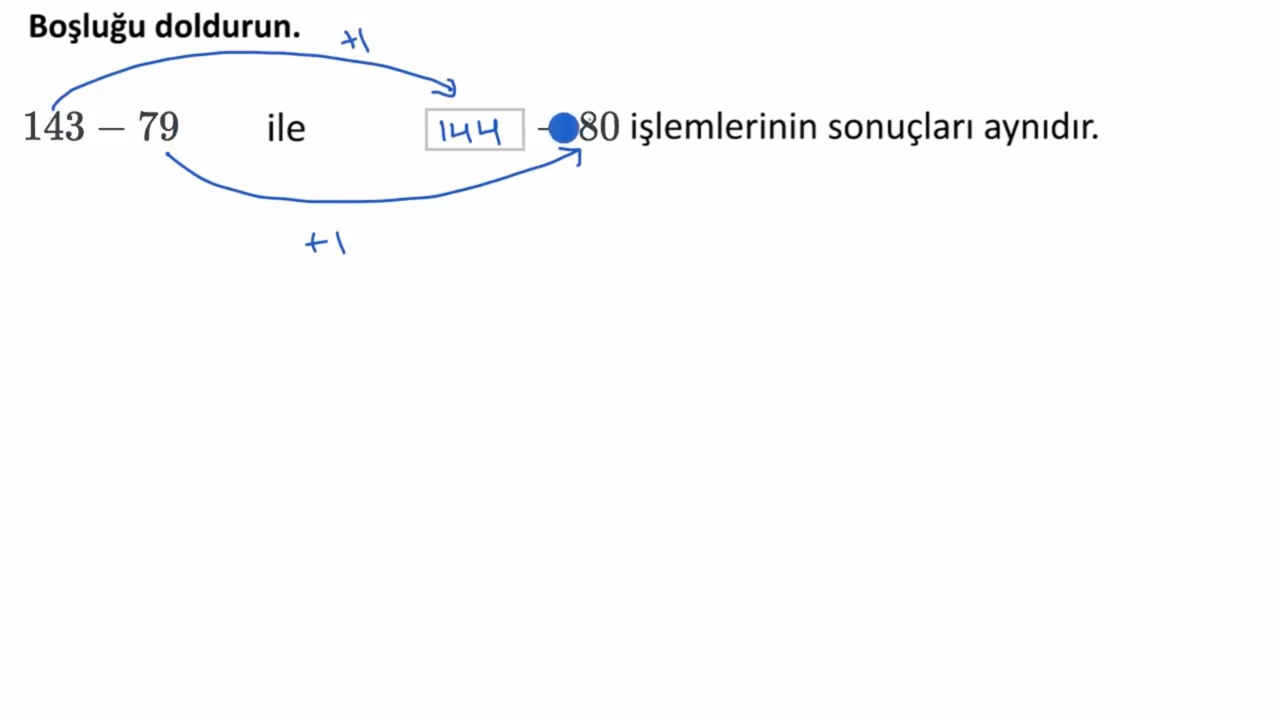 Boşluğu doldurun.
+1
143 − 79 ile 144 − 80 işlemlerinin sonuçları aynıdır.
+1